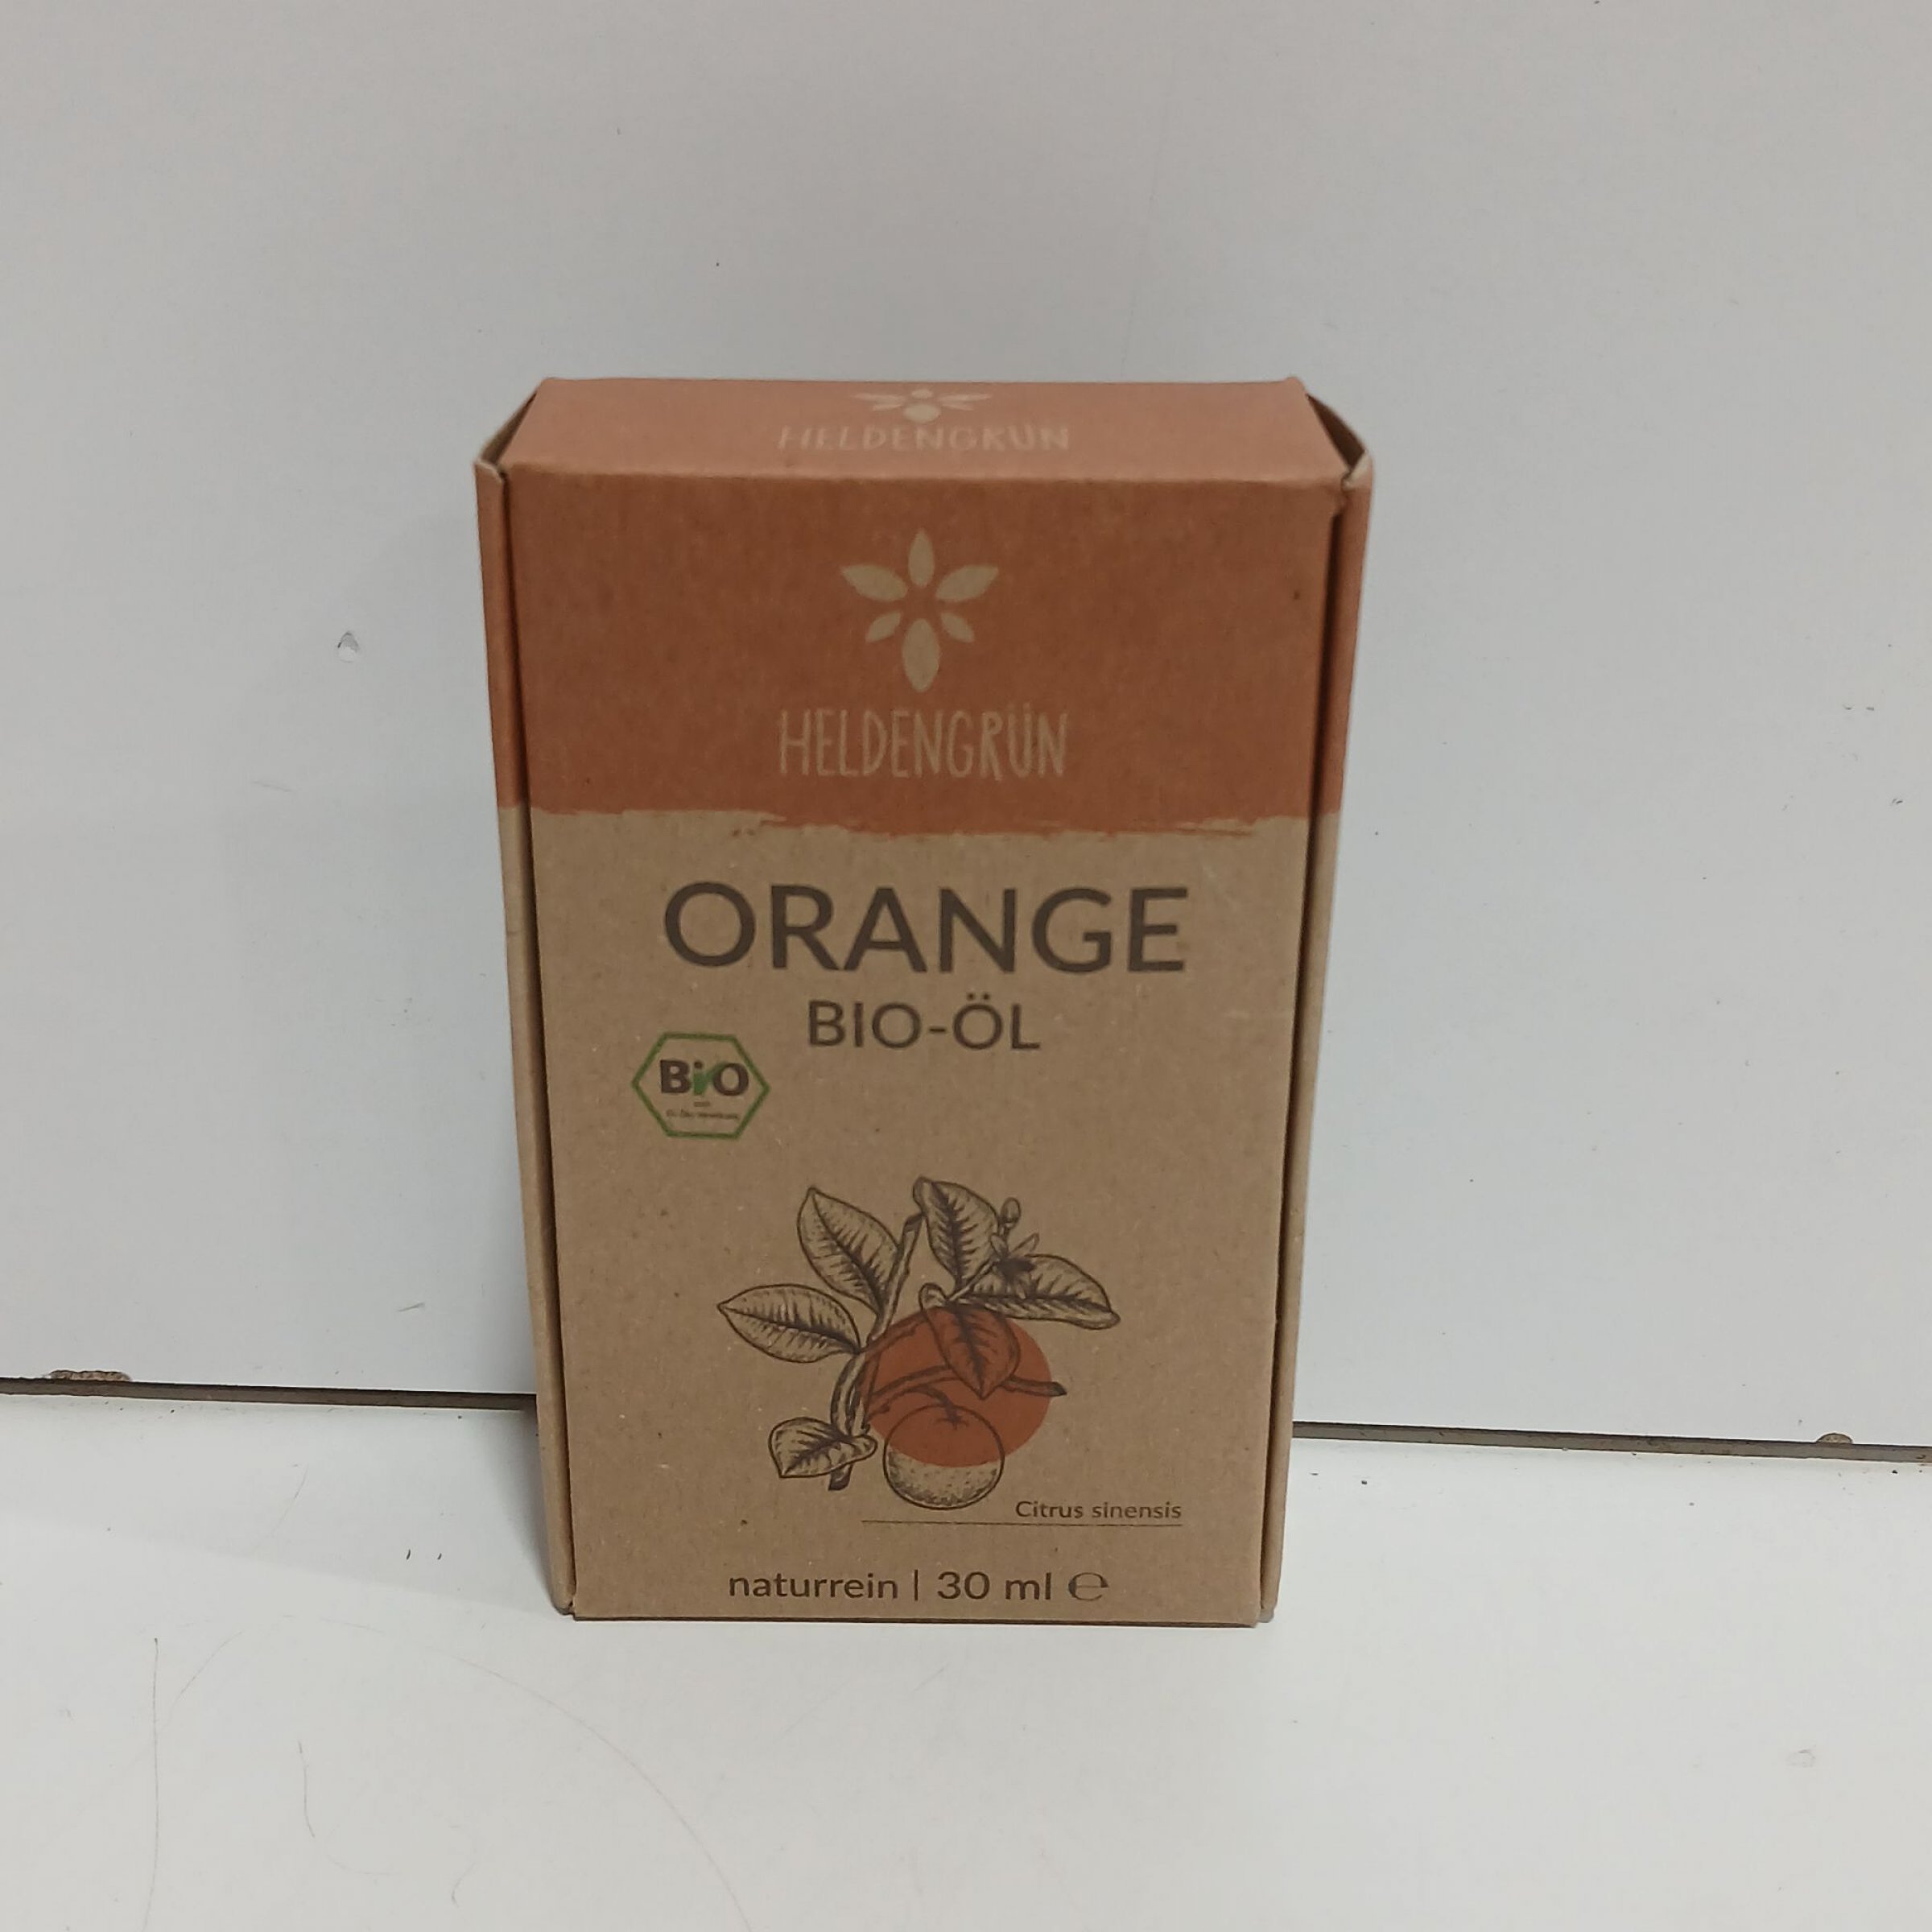 HELDENGRÜN
HELDENGRÜN
ORANGE
BIO-ÖL
BiO
Citrus sinensis
naturrein | 30 ml ℮